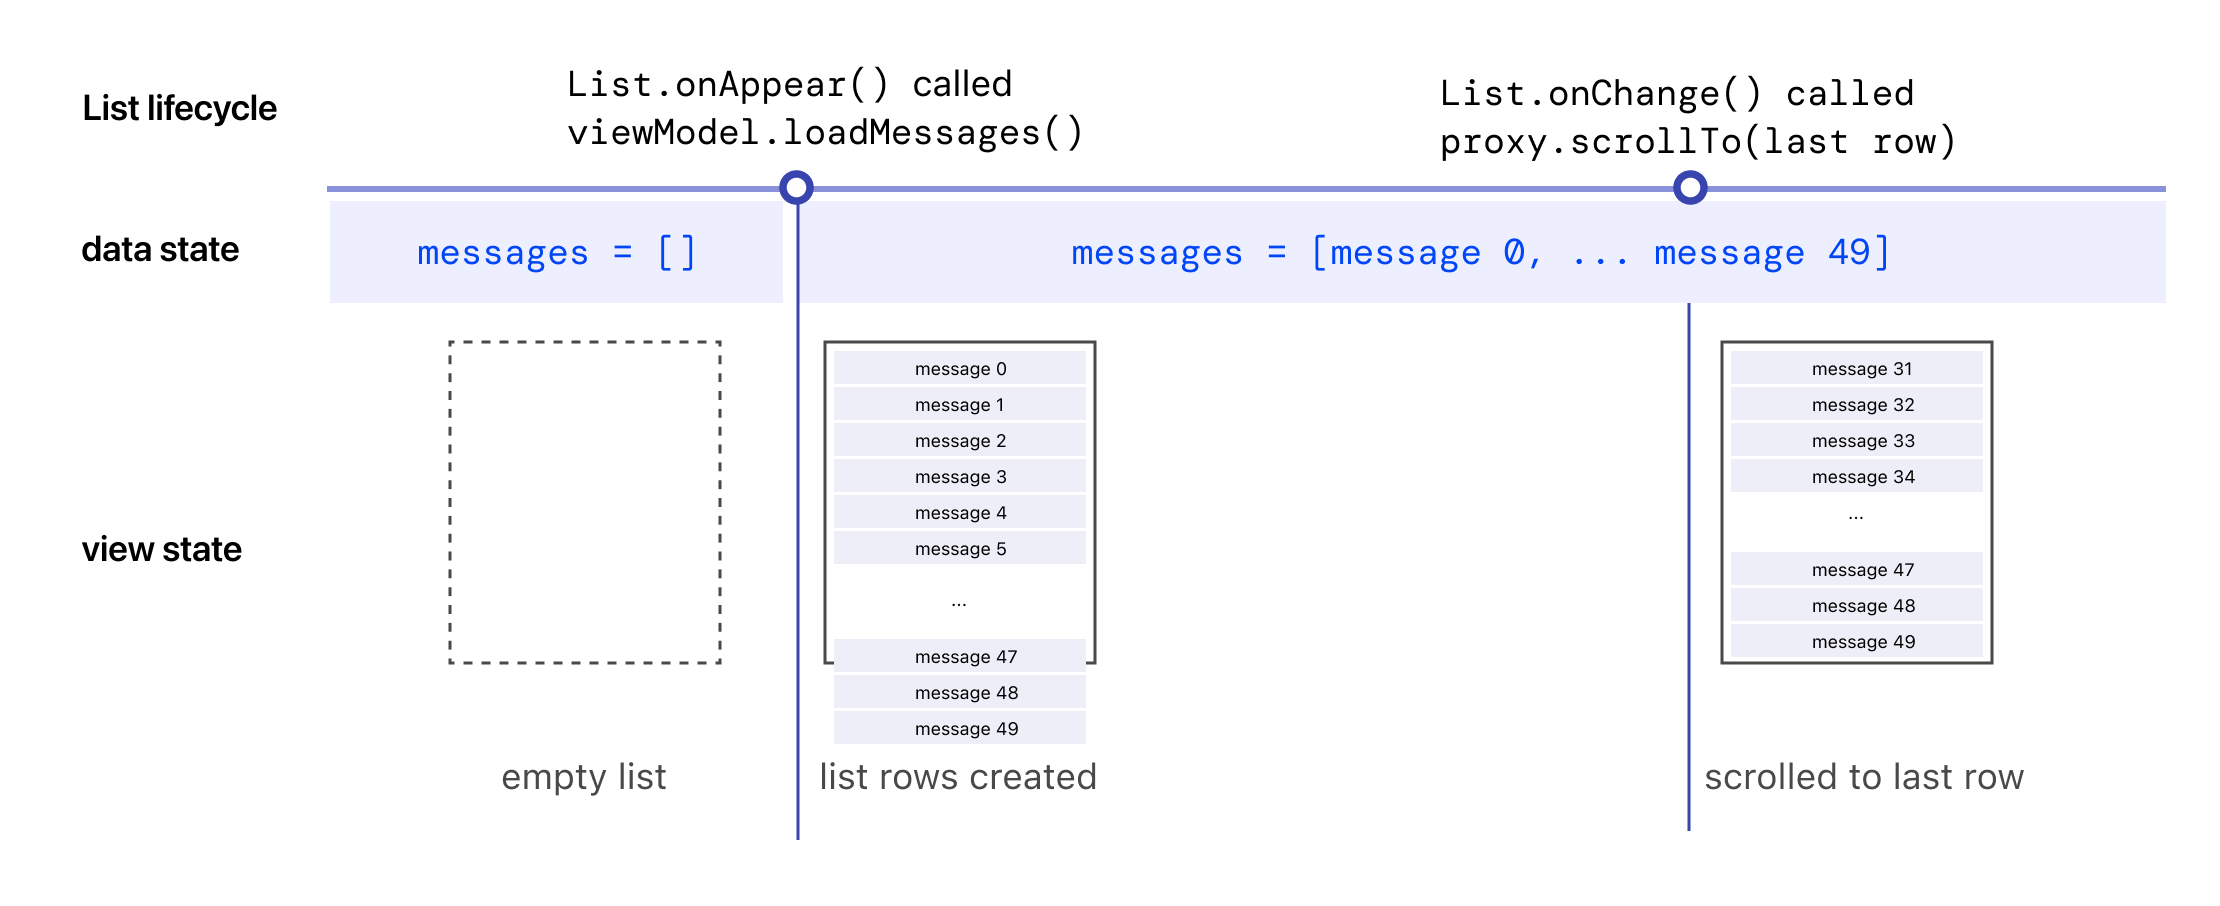 List lifecycle
List.onAppear() called
viewModel.loadMessages()
List.onChange() called
proxy.scrollTo(last row)
data state
messages = []
messages = [message 0, ... message 49]
view state
message 0
message 1
message 2
message 3
message 4
message 5
...
message 47
message 48
message 49
message 31
message 32
message 33
message 34
...
message 47
message 48
message 49
empty list
list rows created
scrolled to last row